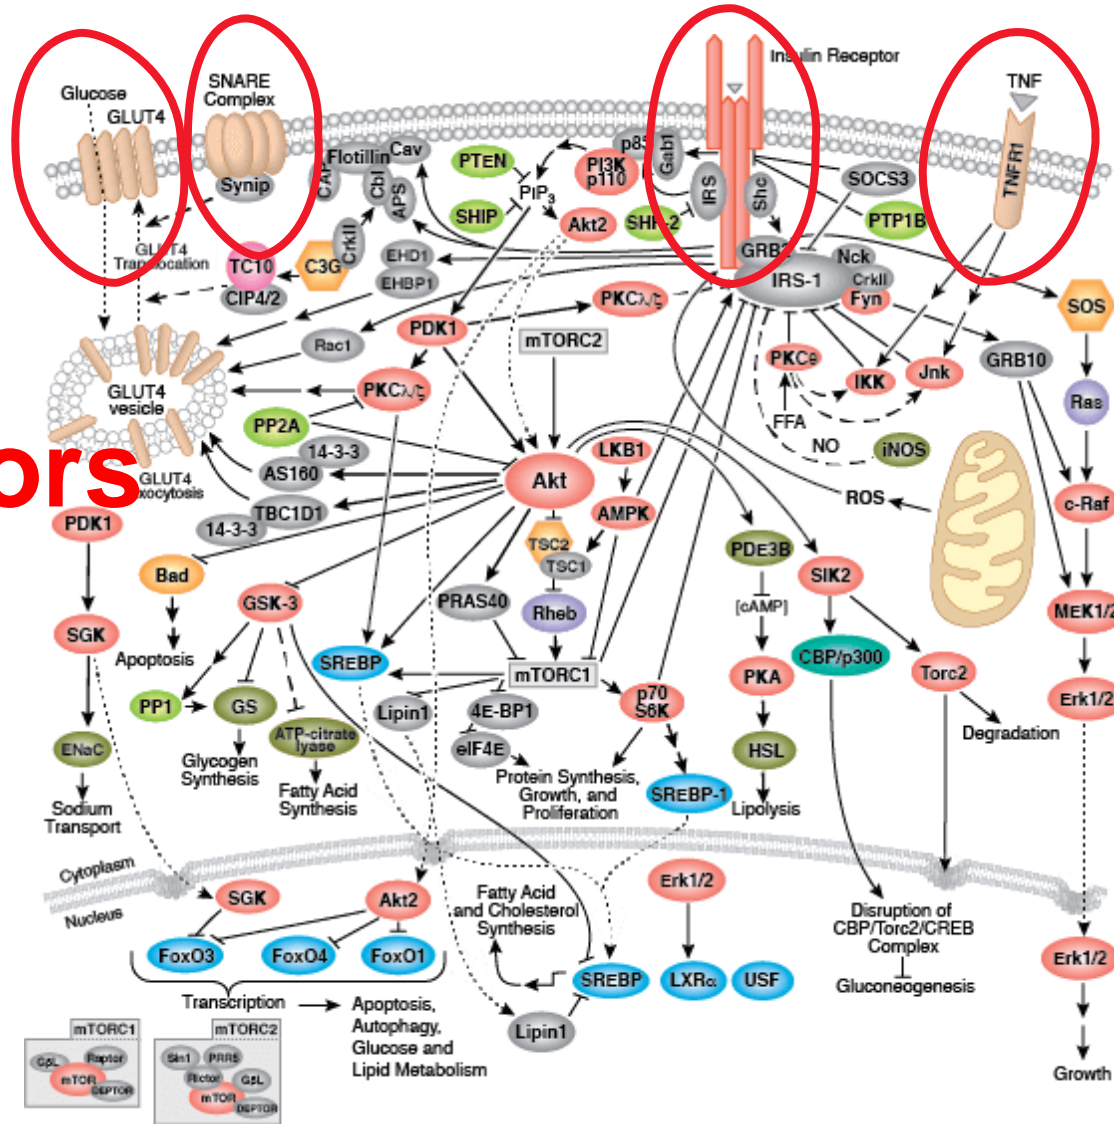 Glucose
GLUT4
SNARE
Complex
Synip
Insulin Receptor
TNF
TNFR1
Flotillin
Cav
CAP
Cbl
APS
CrkII
PTEN
SHIP
PIP3
PI3K
p110
p85
Gab1
IRS
Shc
SHP-2
Akt2
SOCS3
PTP1B
GRB2
Nck
CrkII
Fyn
IRS-1
GLUT4
Translocation
TC10
CIP4/2
C3G
EHD1
EHBP1
PKCλ/ζ
SOS
PDK1
mTORC2
Rac1
GRB10
PKCθ
IKK
Jnk
FFA
NO
iNOS
Ras
GLUT4
vesicle
PKCλ/ζ
PP2A
14-3-3
AS160
TBC1D1
14-3-3
ors
GLUT4
xocytosis
Akt
LKB1
AMPK
TSC2
TSC1
Rheb
PRAS40
ROS
c-Raf
PDK1
SGK
Bad
Apoptosis
GSK-3
PDE3B
[cAMP]
PKA
HSL
Lipolysis
SIK2
CBP/p300
Torc2
Degradation
MEK1/2
Erk1/2
SREBP
mTORC1
Lipin1
4E-BP1
eIF4E
p70
S6K
SREBP-1
Protein Synthesis,
Growth, and
Proliferation
PP1
GS
Glycogen
Synthesis
ATP-citrate
lyase
Fatty Acid
Synthesis
ENaC
Sodium
Transport
Cytoplasm
Nucleus
SGK
Akt2
FoxO3
FoxO4
FoxO1
Transcription
Apoptosis,
Autophagy,
Glucose and
Lipid Metabolism
Fatty Acid
and Cholesterol
Synthesis
SREBP
Lipin1
Erk1/2
LXRα
USF
Disruption of
CBP/Torc2/CREB
Complex
Gluconeogenesis
Erk1/2
Growth
mTORC1
GβL
Raptor
mTOR
DEPTOR
mTORC2
Sin1
PRR5
Rictor
GβL
mTOR
DEPTOR